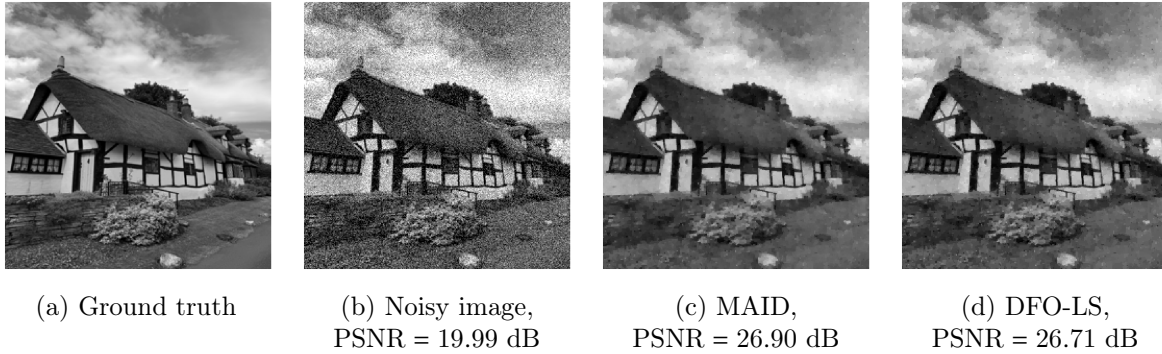 (a) Ground truth
(b) Noisy image,
PSNR = 19.99 dB
(c) MAID,
PSNR = 26.90 dB
(d) DFO-LS,
PSNR = 26.71 dB